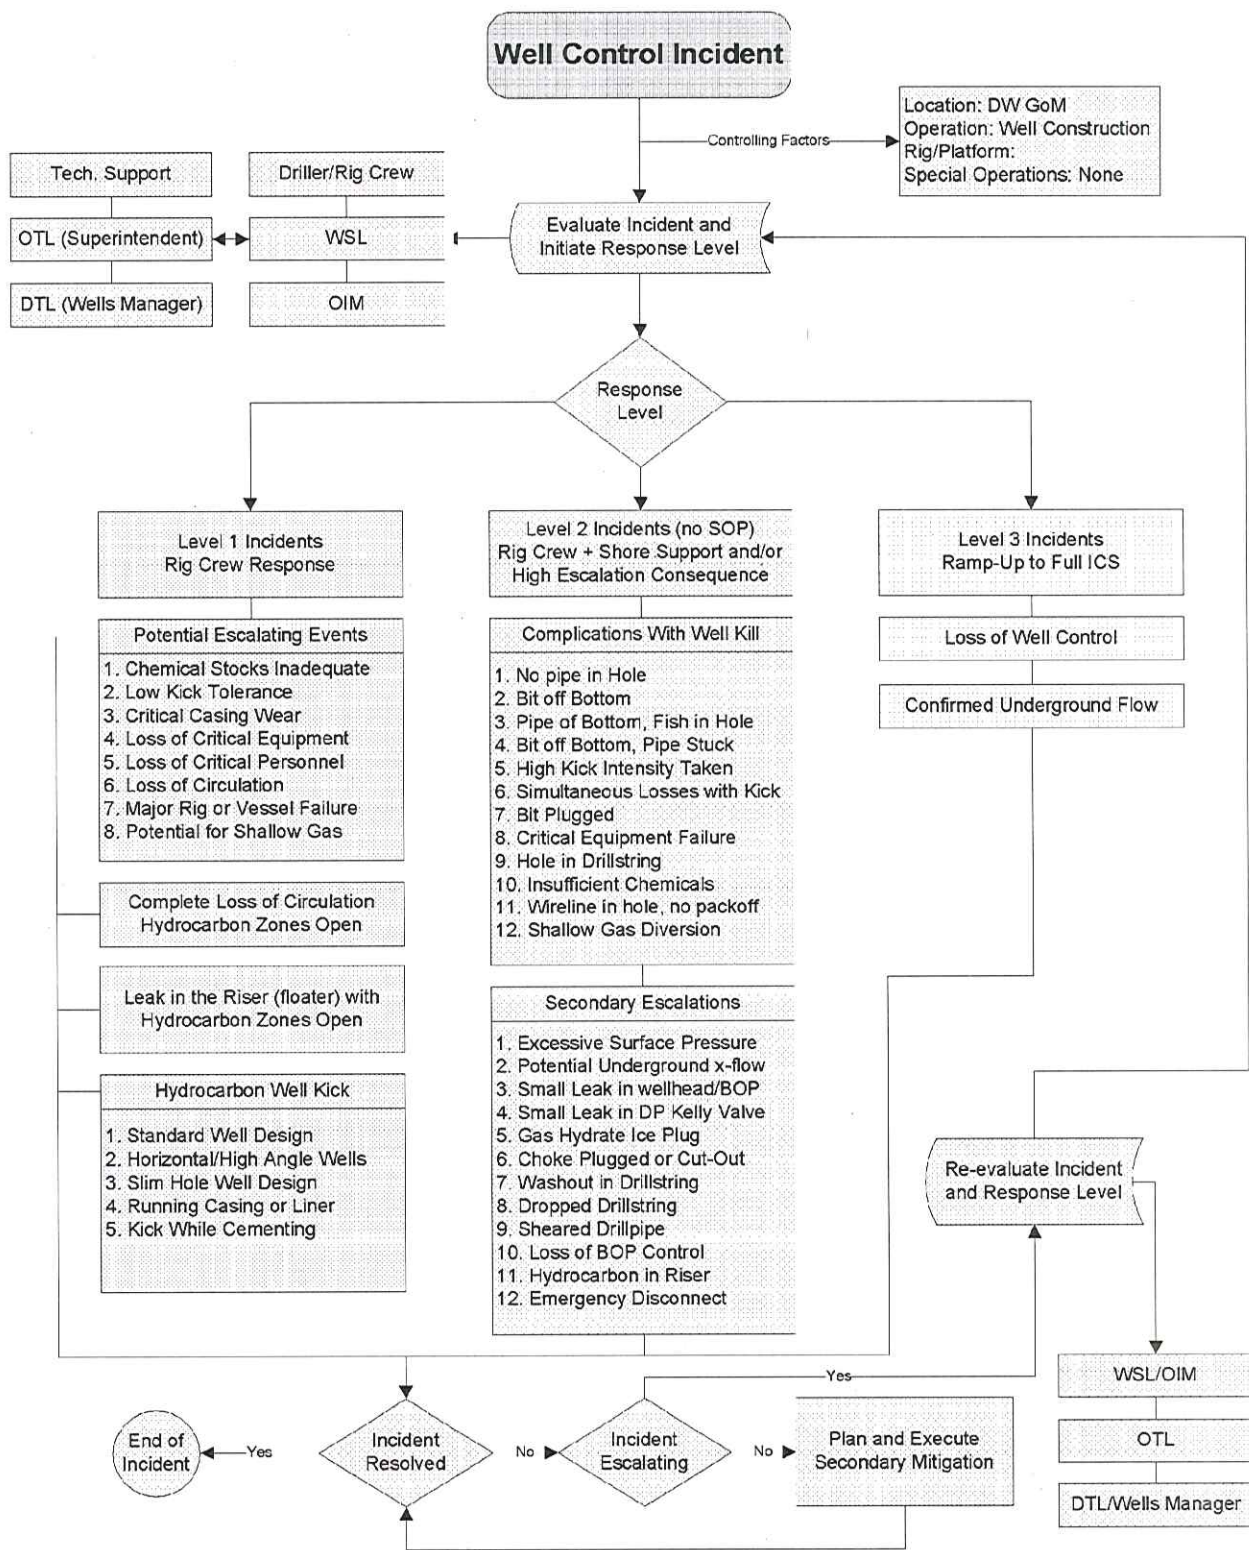 Well Control Incident
Controlling Factors
Location: DW GoM
Operation: Well Construction
Rig/Platform:
Special Operations: None
Tech. Support
OTL (Superintendent)
DTL (Wells Manager)
Driller/Rig Crew
WSL
OIM
Evaluate Incident and
Initiate Response Level
Response
Level
Level 1 Incidents
Rig Crew Response
Potential Escalating Events
1. Chemical Stocks Inadequate
2. Low Kick Tolerance
3. Critical Casing Wear
4. Loss of Critical Equipment
5. Loss of Critical Personnel
6. Loss of Circulation
7. Major Rig or Vessel Failure
8. Potential for Shallow Gas
Complete Loss of Circulation
Hydrocarbon Zones Open
Leak in the Riser (floater) with
Hydrocarbon Zones Open
Hydrocarbon Well Kick
1. Standard Well Design
2. Horizontal/High Angle Wells
3. Slim Hole Well Design
4. Running Casing or Liner
5. Kick While Cementing
Level 2 Incidents (no SOP)
Rig Crew + Shore Support and/or
High Escalation Consequence
Complications With Well Kill
1. No pipe in Hole
2. Bit off Bottom
3. Pipe of Bottom, Fish in Hole
4. Bit off Bottom, Pipe Stuck
5. High Kick Intensity Taken
6. Simultaneous Losses with Kick
7. Bit Plugged
8. Critical Equipment Failure
9. Hole in Drillstring
10. Insufficient Chemicals
11. Wireline in hole, no packoff
12. Shallow Gas Diversion
Secondary Escalations
1. Excessive Surface Pressure
2. Potential Underground x-flow
3. Small Leak in wellhead/BOP
4. Small Leak in DP Kelly Valve
5. Gas Hydrate Ice Plug
6. Choke Plugged or Cut-Out
7. Washout in Drillstring
8. Dropped Drillstring
9. Sheared Drillpipe
10. Loss of BOP Control
11. Hydrocarbon in Riser
12. Emergency Disconnect
Level 3 Incidents
Ramp-Up to Full ICS
Loss of Well Control
Confirmed Underground Flow
Re-evaluate Incident
and Response Level
WSL/OIM
OTL
DTL/Wells Manager
End of
Incident
Yes
Incident
Resolved
No
Incident
Escalating
Yes
No
Plan and Execute
Secondary Mitigation